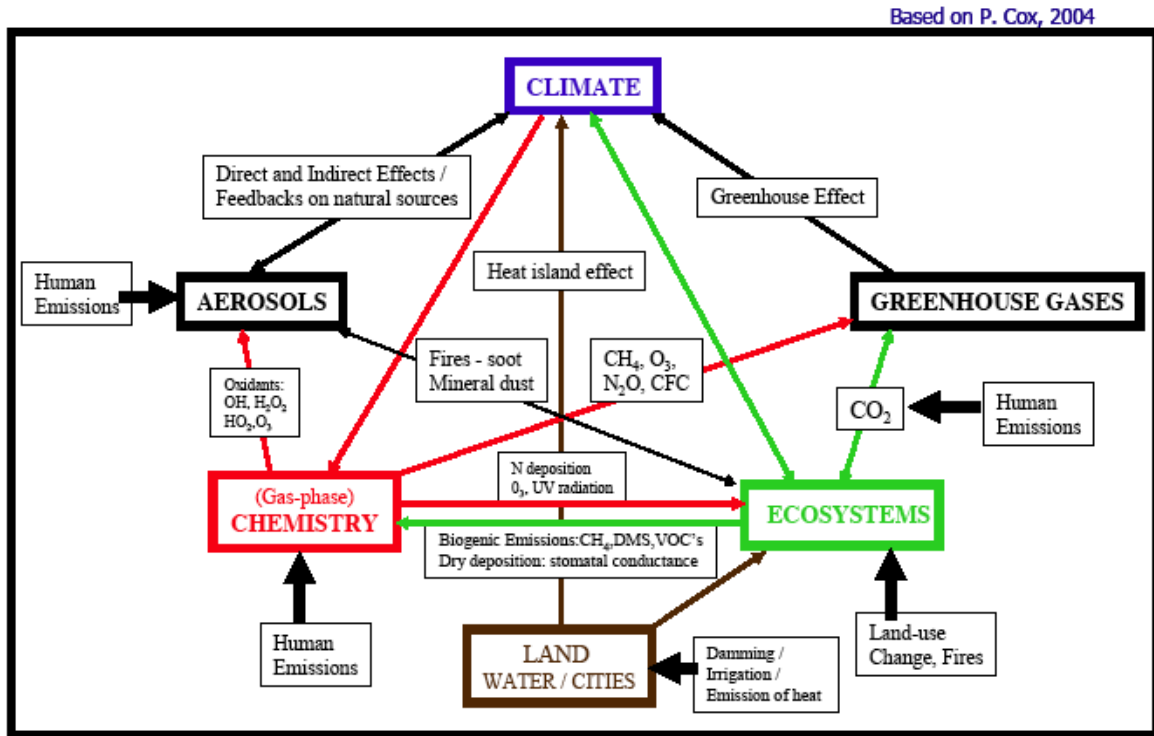 Based on P. Cox, 2004
CLIMATE
Direct and Indirect Effects /
Feedbacks on natural sources
Greenhouse Effect
Heat island effect
Human
Emissions
AEROSOLS
GREENHOUSE GASES
Fires - soot
Mineral dust
CH₄, O₃,
N₂O, CFC
Oxidants:
OH, H₂O₂
HO₂,O₃
CO₂
Human
Emissions
N deposition
0₃, UV radiation
(Gas-phase)
CHEMISTRY
ECOSYSTEMS
Biogenic Emissions:CH₄,DMS,VOC's
Dry deposition: stomatal conductance
Human
Emissions
LAND
WATER / CITIES
Damming /
Irrigation /
Emission of heat
Land-use
Change, Fires